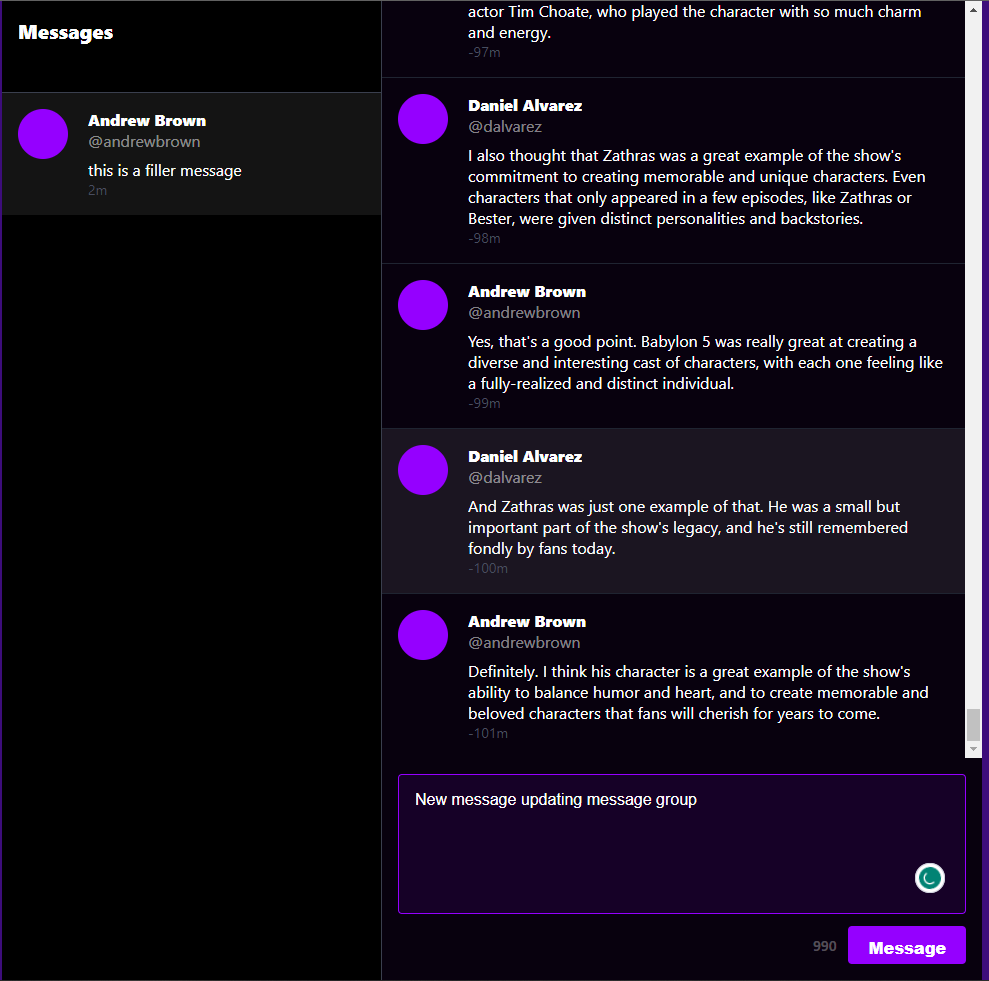 Messages
Andrew Brown
@andrewbrown
this is a filler message
2m
actor Tim Choate, who played the character with so much charm
and energy.
-97m
Daniel Alvarez
@dalvarez
I also thought that Zathras was a great example of the show's
commitment to creating memorable and unique characters. Even
characters that only appeared in a few episodes, like Zathras or
Bester, were given distinct personalities and backstories.
-98m
Andrew Brown
@andrewbrown
Yes, that's a good point. Babylon 5 was really great at creating a
diverse and interesting cast of characters, with each one feeling like
a fully-realized and distinct individual.
-99m
Daniel Alvarez
@dalvarez
And Zathras was just one example of that. He was a small but
important part of the show's legacy, and he's still remembered
fondly by fans today.
-100m
Andrew Brown
@andrewbrown
Definitely. I think his character is a great example of the show's
ability to balance humor and heart, and to create memorable and
beloved characters that fans will cherish for years to come.
-101m
New message updating message group
990
Message